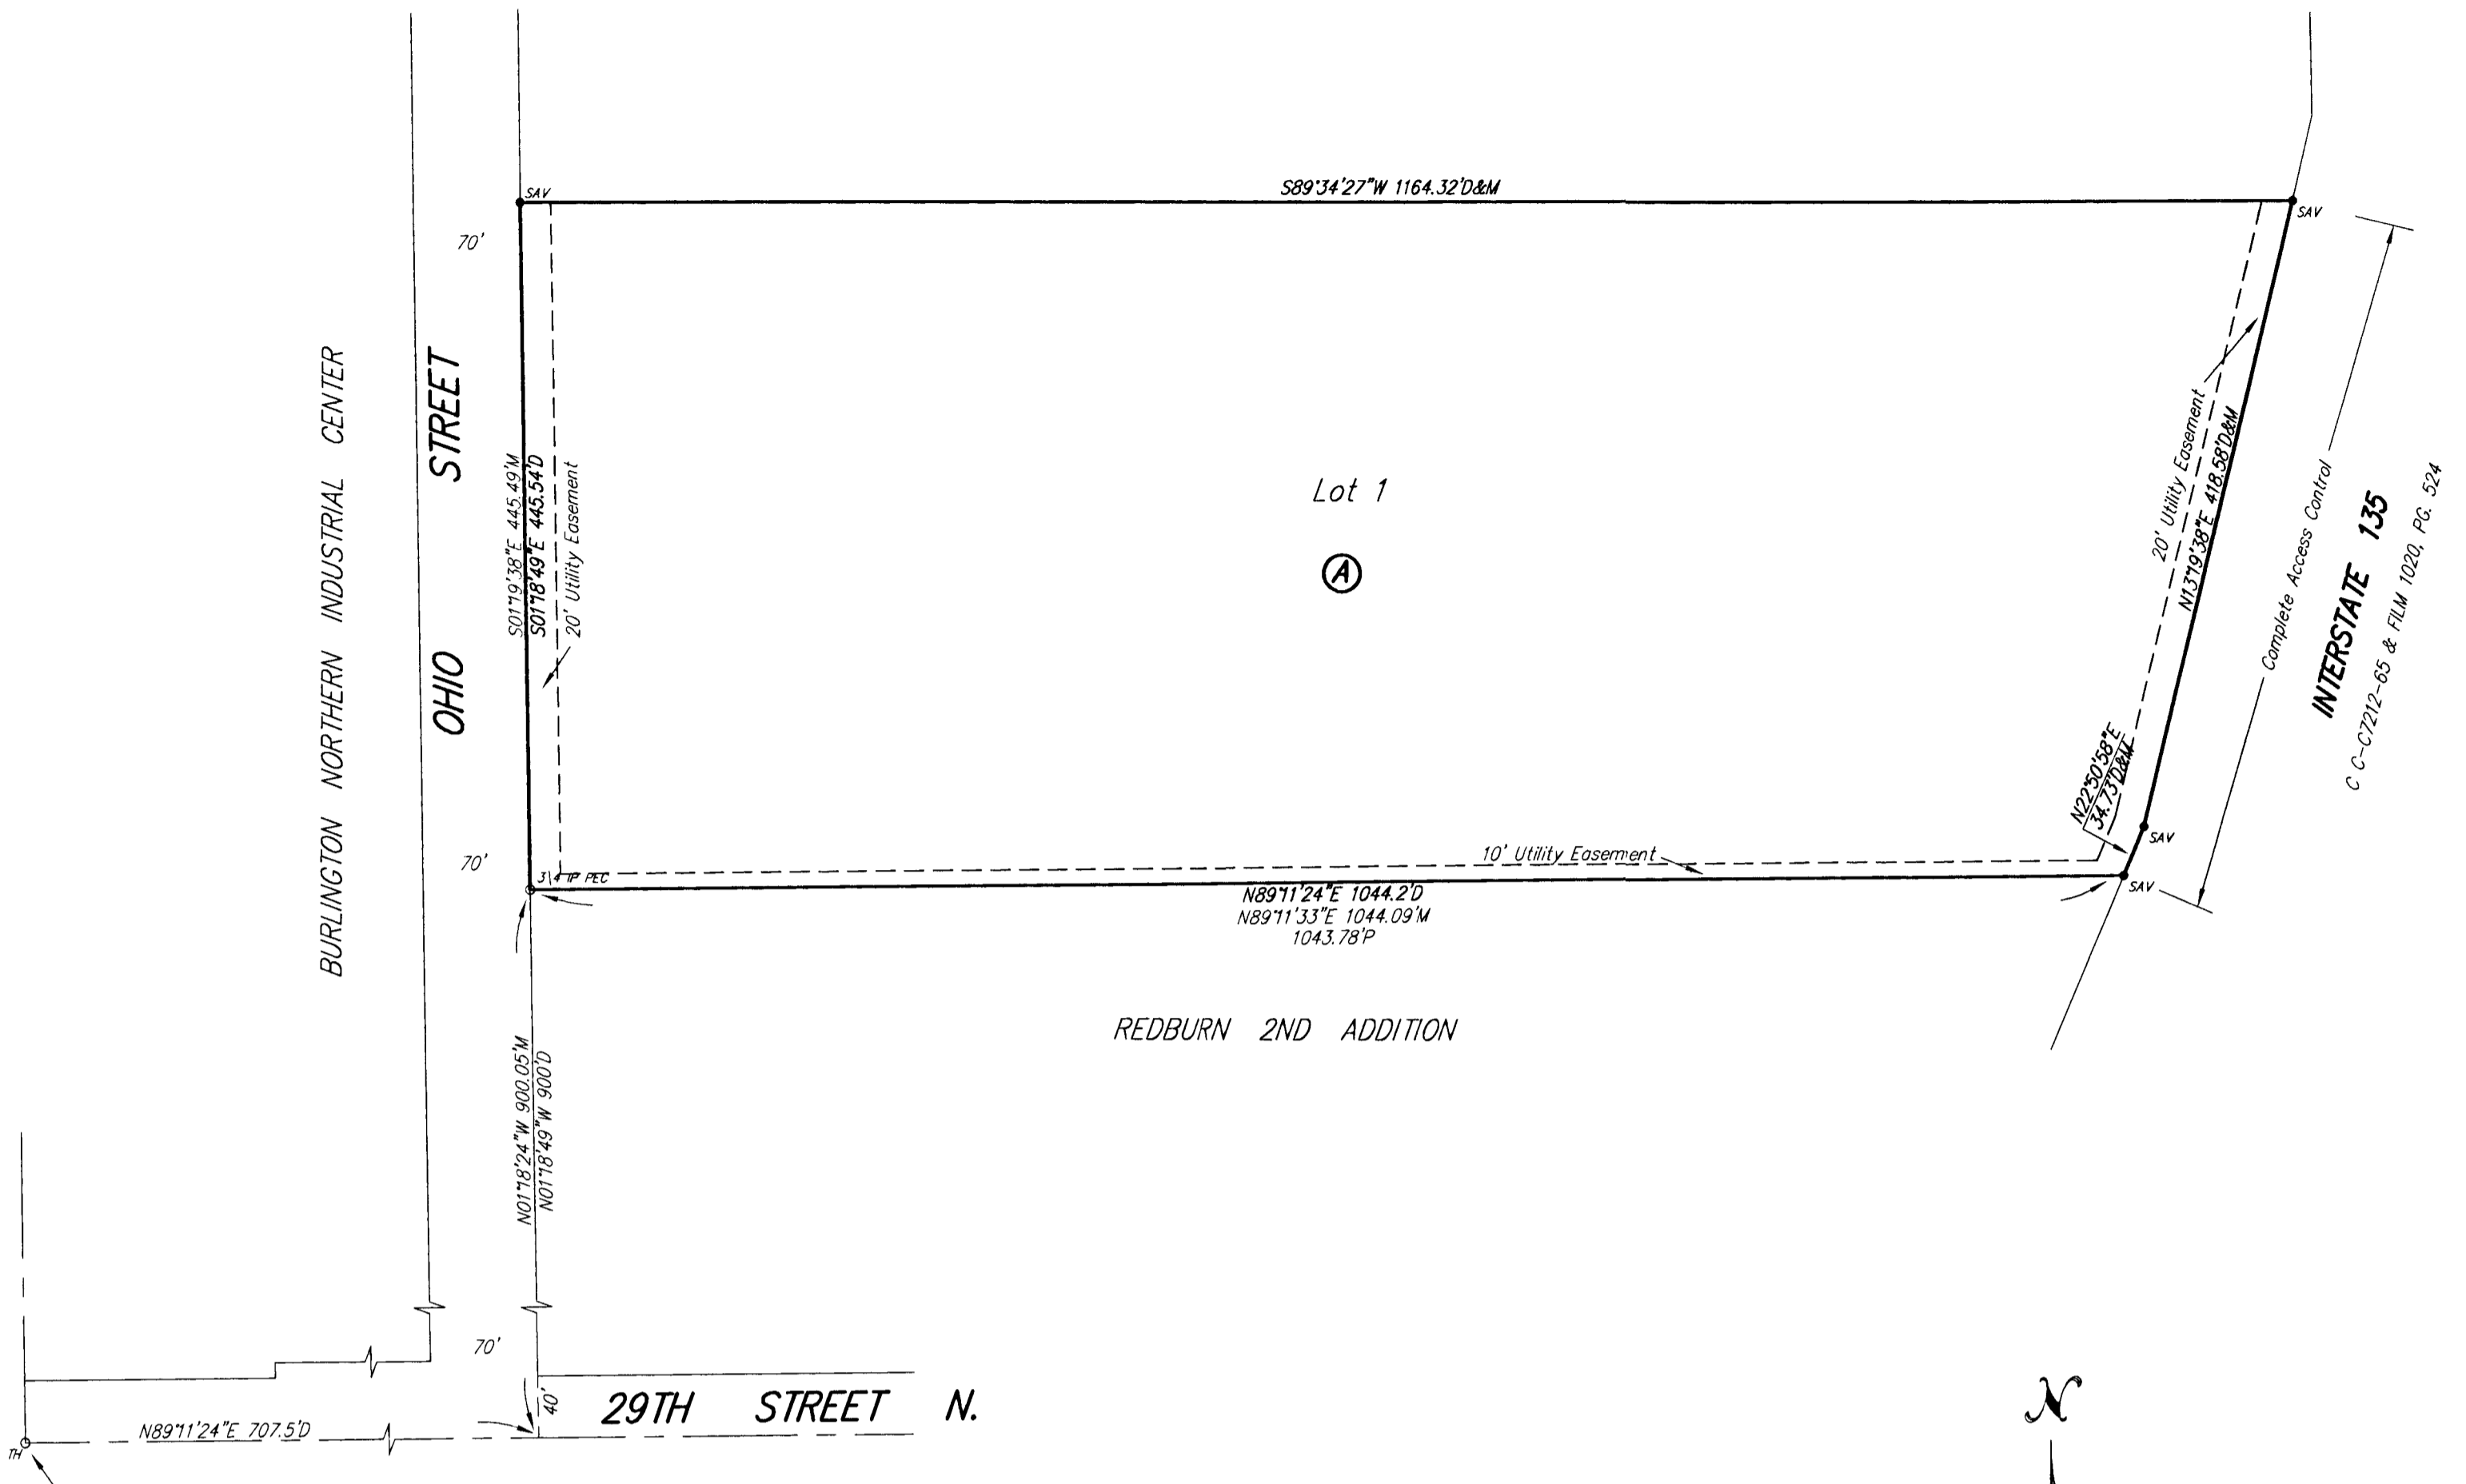 S89°34'27"W 1164.32'D&M
SAV
SAV
70'
BURLINGTON NORTHERN INDUSTRIAL CENTER
OHIO STREET
S01°19'38"E 445.49'M
S01°18'49"E 445.54'D
20' Utility Easement
Lot 1
A
20' Utility Easement
N13°19'38"E 418.58'D&M
Complete Access Control
INTERSTATE 135
C C-C7212-65 & FILM 1020, PG. 524
N22°50'58"E
34.73'D&M
SAV
70'
3\4 IP PEC
10' Utility Easement
SAV
N89°11'24"E 1044.2'D
N89°11'33"E 1044.09'M
1043.78'P
REDBURN 2ND ADDITION
N01°18'24"W 900.05'M
N01°18'49"W 900'D
70'
40'
29TH STREET N.
N89°11'24"E 707.5'D
TH
N